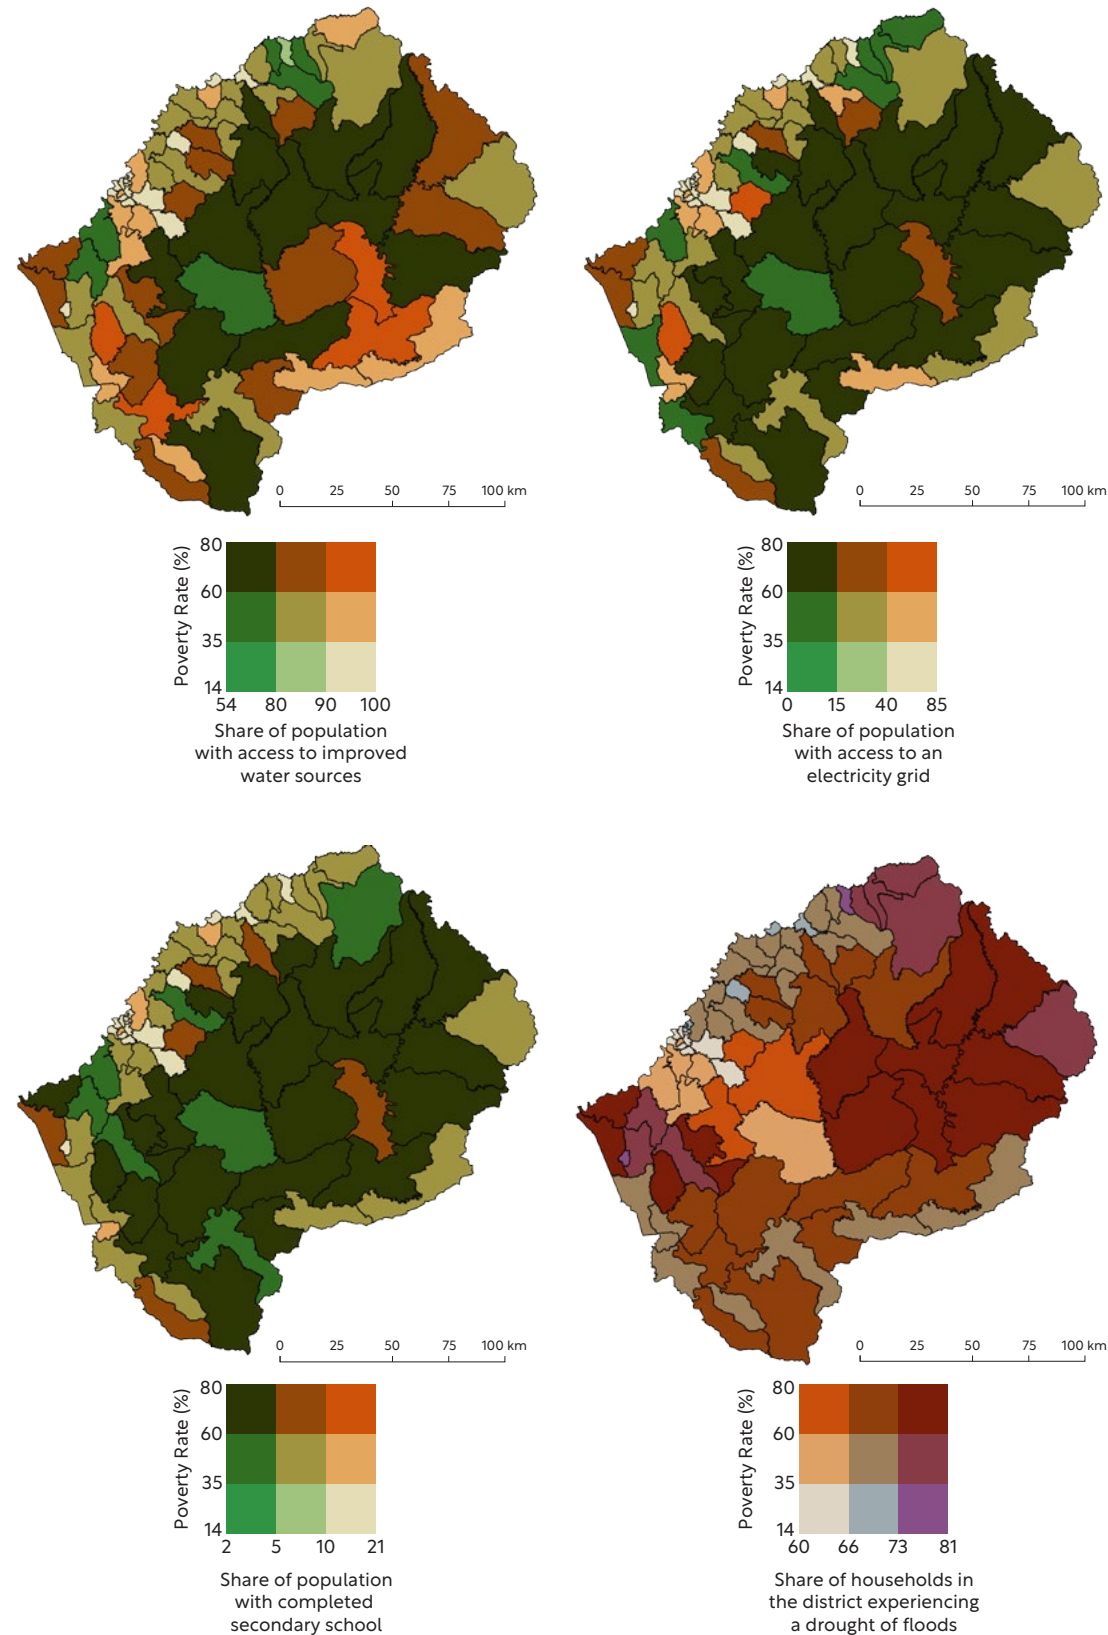 0 25 50 75 100 km
0 25 50 75 100 km
Poverty Rate (%)
80
60
35
14
54 80 90 100
Share of population
with access to improved
water sources
Poverty Rate (%)
80
60
35
14
0 15 40 85
Share of population
with access to an
electricity grid
0 25 50 75 100 km
0 25 50 75 100 km
Poverty Rate (%)
80
60
35
14
2 5 10 21
Share of population
with completed
secondary school
Poverty Rate (%)
80
60
35
14
60 66 73 81
Share of households in
the district experiencing
a drought of floods